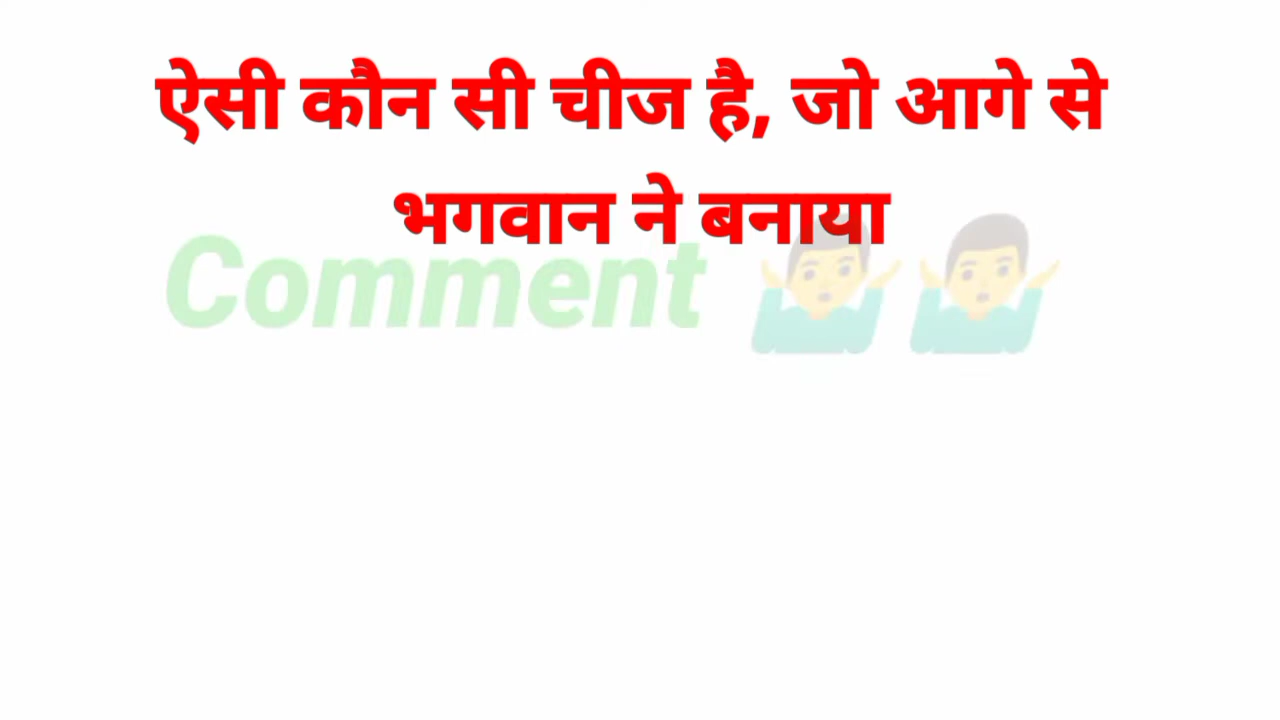 ऐसी कौन सी चीज है, जो आगे से
भगवान ने बनाया
Comment 🤷‍♂️ 🤷‍♂️